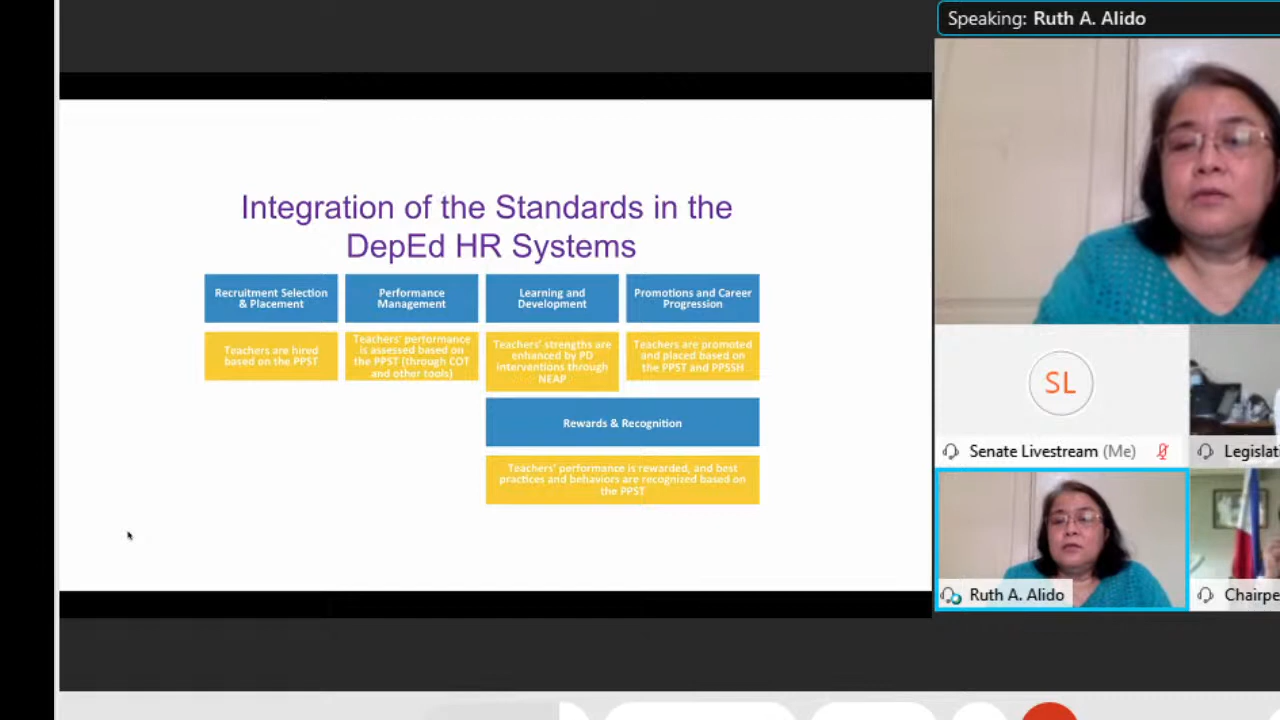 Speaking: Ruth A. Alido
Integration of the Standards in the
DepEd HR Systems
Recruitment Selection
& Placement
Performance
Management
Learning and
Development
Promotions and Career
Progression
Teachers are hired
based on the PPST
Teachers' performance
is assessed based on
the PPST (through COT
and other tools)
Teachers' strengths are
enhanced by PD
interventions through
NEAP
Teachers are promoted
and placed based on
the PPST and PPSSH
Rewards & Recognition
Teachers' performance is rewarded, and best
practices and behaviors are recognized based on
the PPST
SL
Senate Livestream (Me)
Legislati
Ruth A. Alido
Chairpe